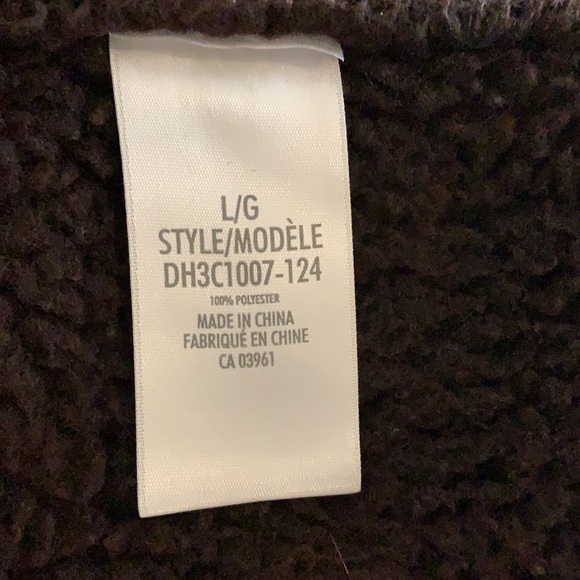 L/G
STYLE/MODÈLE
DH3C1007-124
100% POLYESTER
MADE IN CHINA
FABRIQUÉ EN CHINE
CA 03961